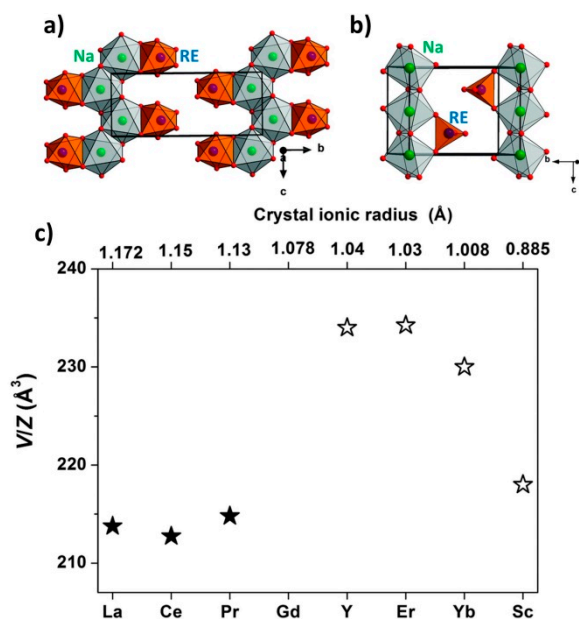 a)
Na
RE
a
b
c
b)
Na
RE
b
c
Crystal ionic radius (Å)
c)
1.172 1.15 1.13 1.078 1.04 1.03 1.008 0.885
240
230
220
210
V/Z (Å³)
La Ce Pr Gd Y Er Yb Sc